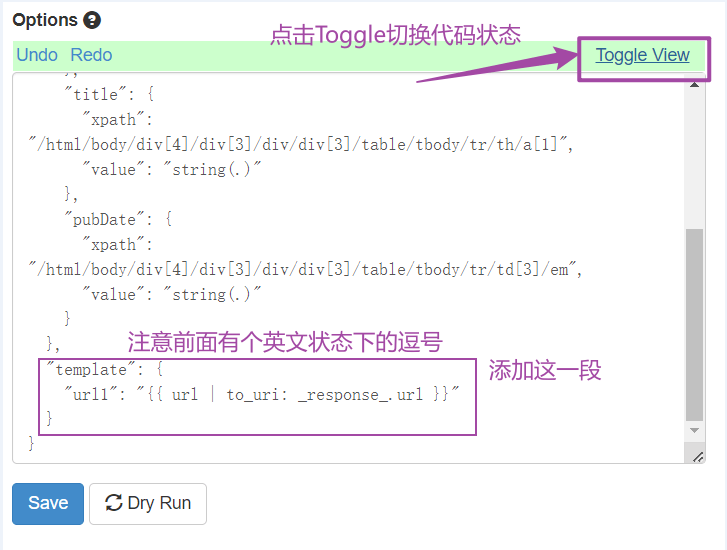 Options ?
点击Toggle切换代码状态
Undo Redo
Toggle View
},
"title": {
"xpath":
"/html/body/div[4]/div[3]/div/div[3]/table/tbody/tr/th/a[1]",
"value": "string(.)"
},
"pubDate": {
"xpath":
"/html/body/div[4]/div[3]/div/div[3]/table/tbody/tr/td[3]/em",
"value": "string(.)"
}
},
注意前面有个英文状态下的逗号
"template": {
添加这一段
"url1": "{{ url | to_uri: _response_.url }}"
}
}
Save
Dry Run